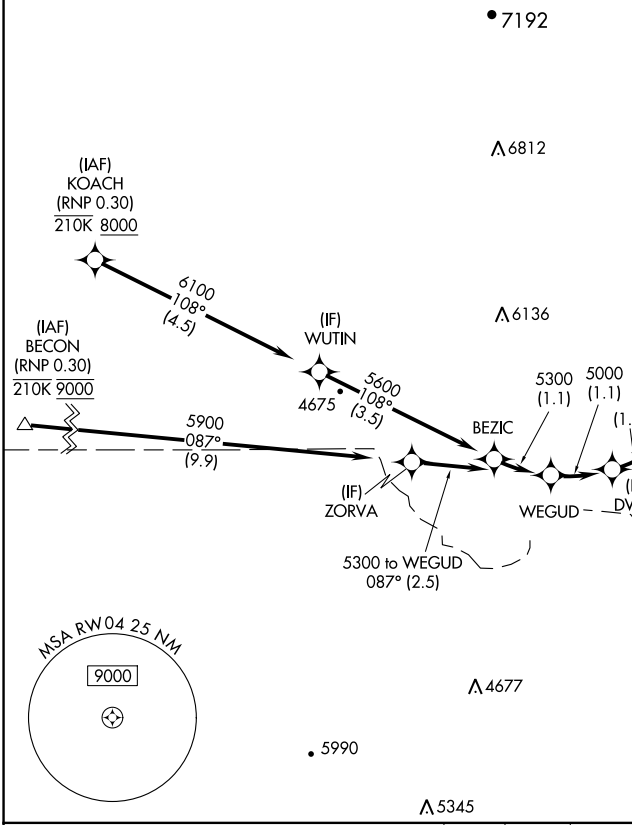 7192
6812
(IAF)
KOACH
(RNP 0.30)
210K 8000
6100
108°
(4.5)
6136
(IF)
WUTIN
(IAF)
BECON
(RNP 0.30)
210K 9000
4675
5600
108°
(3.5)
5300
(1.1)
5000
(1.1)
(1.
5900
087°
(9.9)
BEZIC
(IF)
ZORVA
WEGUD
(
DV
5300 to WEGUD
087° (2.5)
MSA RW04 25 NM
9000
4677
5990
5345